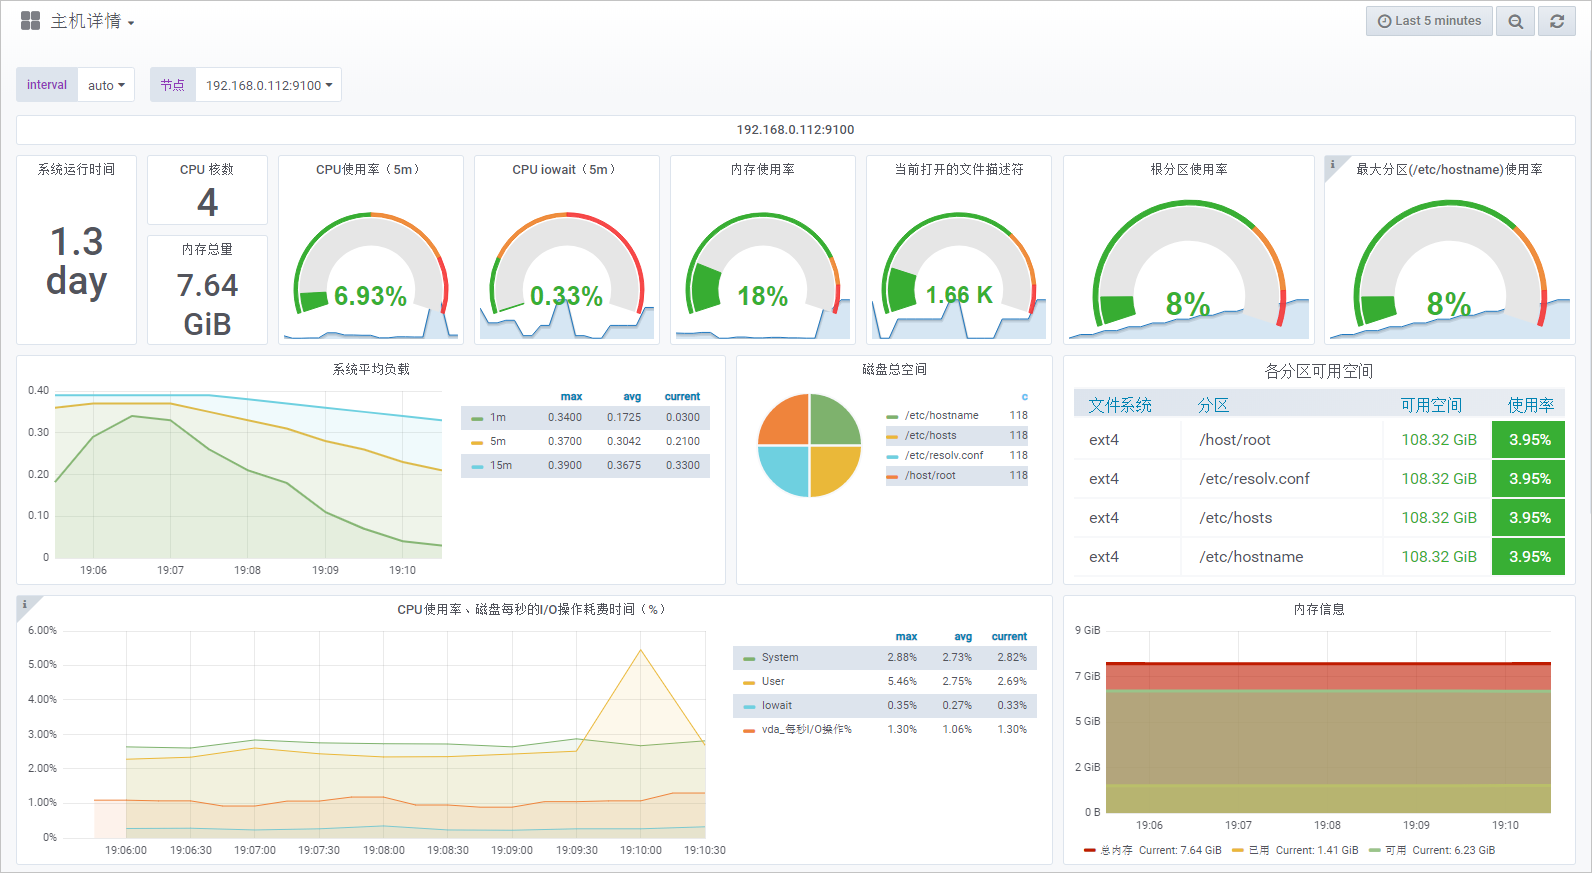 主机详情
Last 5 minutes
interval auto
节点 192.168.0.112:9100
192.168.0.112:9100
系统运行时间
1.3
day
CPU 核数
4
内存总量
7.64
GiB
CPU使用率（5m）
6.93%
CPU iowait（5m）
0.33%
内存使用率
18%
当前打开的文件描述符
1.66 K
根分区使用率
8%
i
最大分区(/etc/hostname)使用率
8%
系统平均负载
0.40
0.30
0.20
0.10
0
19:06 19:07 19:08 19:09 19:10
max avg current
1m 0.3400 0.1725 0.0300
5m 0.3700 0.3042 0.2100
15m 0.3900 0.3675 0.3300
磁盘总空间
c
/etc/hostname 118
/etc/hosts 118
/etc/resolv.conf 118
/host/root 118
各分区可用空间
文件系统 分区 可用空间 使用率
ext4 /host/root 108.32 GiB 3.95%
ext4 /etc/resolv.conf 108.32 GiB 3.95%
ext4 /etc/hosts 108.32 GiB 3.95%
ext4 /etc/hostname 108.32 GiB 3.95%
i
CPU使用率、磁盘每秒的I/O操作耗费时间（%）
6.00%
5.00%
4.00%
3.00%
2.00%
1.00%
0%
19:06:00 19:06:30 19:07:00 19:07:30 19:08:00 19:08:30 19:09:00 19:09:30 19:10:00 19:10:30
max avg current
System 2.88% 2.73% 2.82%
User 5.46% 2.75% 2.69%
Iowait 0.35% 0.27% 0.33%
vda_每秒I/O操作% 1.30% 1.06% 1.30%
内存信息
9 GiB
7 GiB
5 GiB
2 GiB
0 B
19:06 19:07 19:08 19:09 19:10
总内存 Current: 7.64 GiB 已用 Current: 1.41 GiB 可用 Current: 6.23 GiB